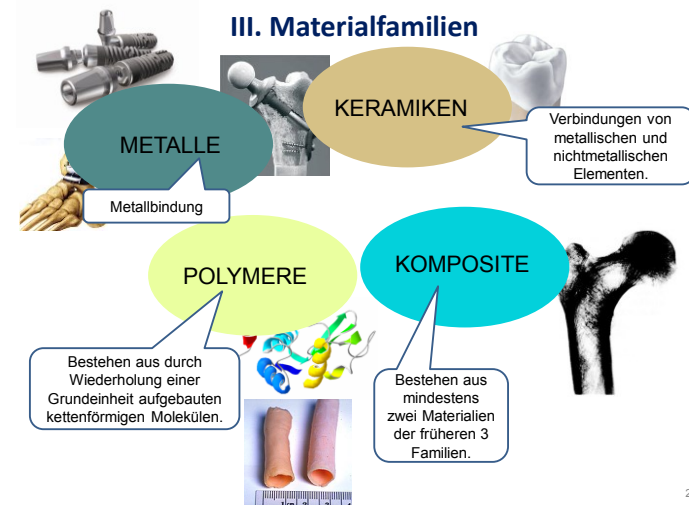 III. Materialfamilien
KERAMIKEN
Verbindungen von
metallischen und
nichtmetallischen
Elementen.
METALLE
Metallbindung
POLYMERE
KOMPOSITE
Bestehen aus durch
Wiederholung einer
Grundeinheit aufgebauten
kettenförmigen Molekülen.
Bestehen aus
mindestens
zwei Materialien
der früheren 3
Familien.
2